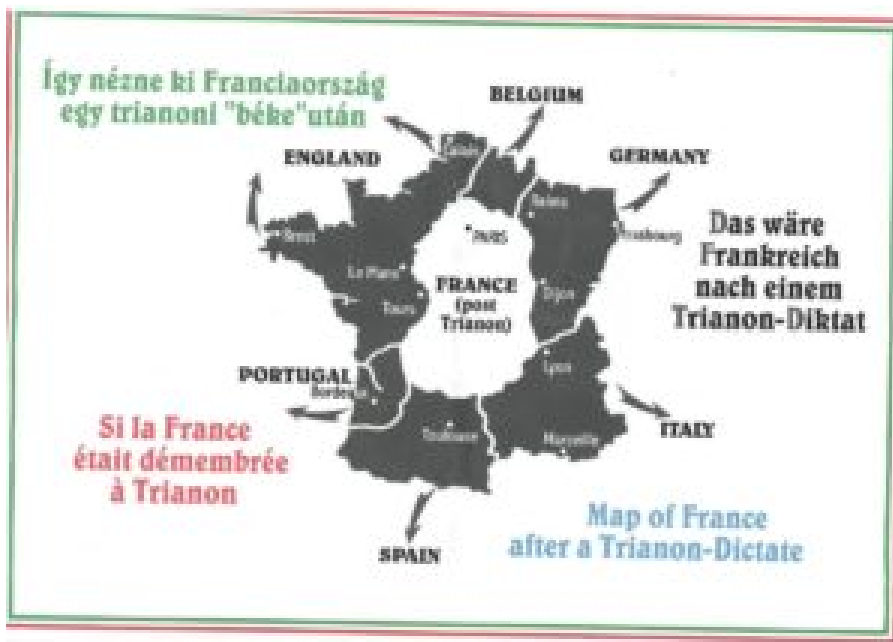 Így nézne ki Franciaország
egy trianoni "béke"után
BELGIUM
ENGLAND
GERMANY
Calais
Reims
Brest
PARIS
Strasbourg
Das wäre
Frankreich
nach einem
Trianon-Diktat
Le Mans
FRANCE
(post
Trianon)
Dijon
Tours
Lyon
PORTUGAL
Bordeaux
ITALY
Si la France
était démembrée
à Trianon
Toulouse
Marseille
Map of France
after a Trianon-Dictate
SPAIN